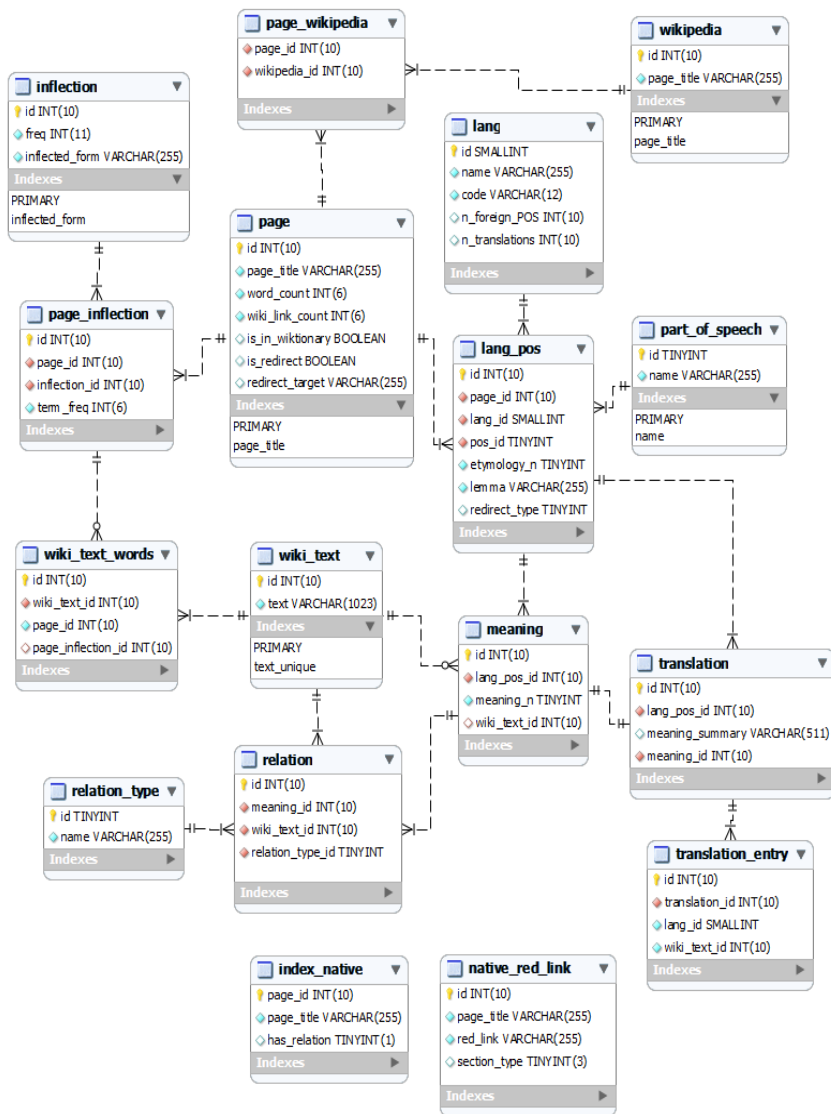 page_wikipedia
page_id INT(10)
wikipedia_id INT(10)
Indexes
wikipedia
id INT(10)
page_title VARCHAR(255)
Indexes
PRIMARY
page_title
inflection
id INT(10)
freq INT(11)
inflected_form VARCHAR(255)
Indexes
PRIMARY
inflected_form
lang
id SMALLINT
name VARCHAR(255)
code VARCHAR(12)
n_foreign_POS INT(10)
n_translations INT(10)
Indexes
page
id INT(10)
page_title VARCHAR(255)
word_count INT(6)
wiki_link_count INT(6)
is_in_wiktionary BOOLEAN
is_redirect BOOLEAN
redirect_target VARCHAR(255)
Indexes
PRIMARY
page_title
page_inflection
id INT(10)
page_id INT(10)
inflection_id INT(10)
term_freq INT(6)
Indexes
lang_pos
id INT(10)
page_id INT(10)
lang_id SMALLINT
pos_id TINYINT
etymology_n TINYINT
lemma VARCHAR(255)
redirect_type TINYINT
Indexes
part_of_speech
id TINYINT
name VARCHAR(255)
Indexes
PRIMARY
name
wiki_text_words
id INT(10)
wiki_text_id INT(10)
page_id INT(10)
page_inflection_id INT(10)
Indexes
wiki_text
id INT(10)
text VARCHAR(1023)
Indexes
PRIMARY
text_unique
meaning
id INT(10)
lang_pos_id INT(10)
meaning_n TINYINT
wiki_text_id INT(10)
Indexes
translation
id INT(10)
lang_pos_id INT(10)
meaning_summary VARCHAR(511)
meaning_id INT(10)
Indexes
relation_type
id TINYINT
name VARCHAR(255)
Indexes
relation
id INT(10)
meaning_id INT(10)
wiki_text_id INT(10)
relation_type_id TINYINT
Indexes
translation_entry
id INT(10)
translation_id INT(10)
lang_id SMALLINT
wiki_text_id INT(10)
Indexes
index_native
page_id INT(10)
page_title VARCHAR(255)
has_relation TINYINT(1)
Indexes
native_red_link
id INT(10)
page_title VARCHAR(255)
red_link VARCHAR(255)
section_type TINYINT(3)
Indexes